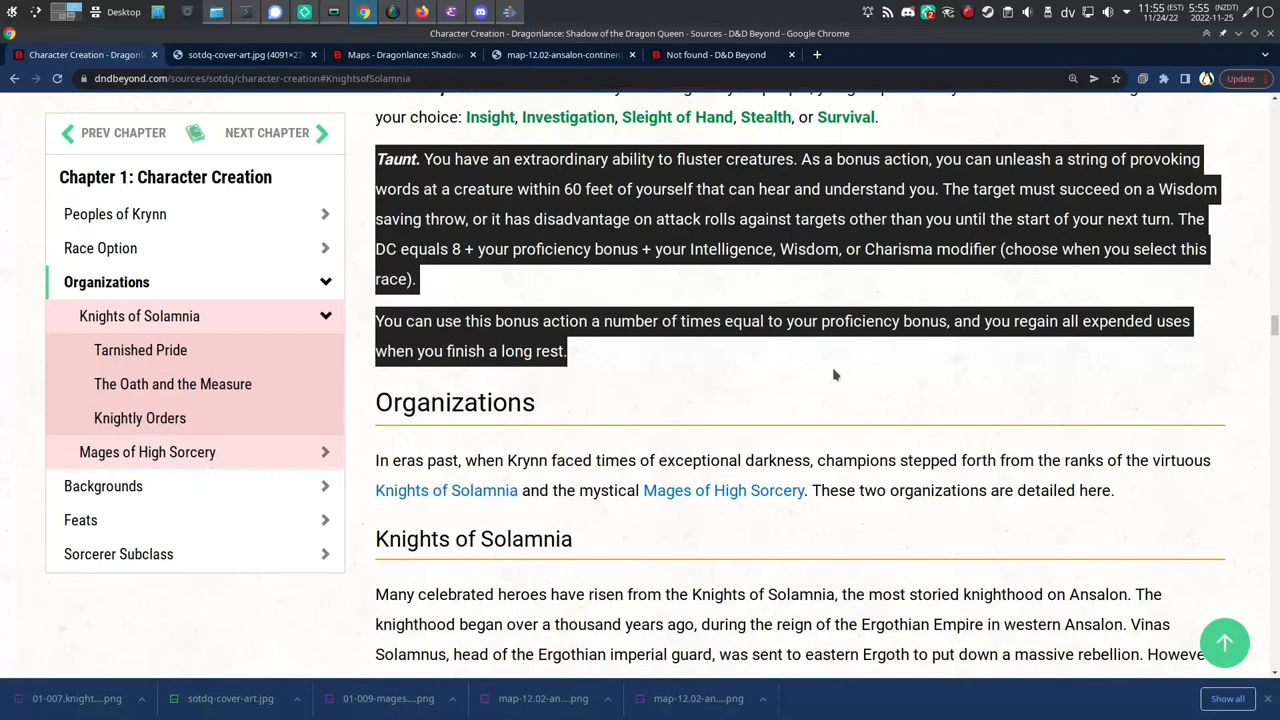 Desktop
dv
11:55
11/24/22
5:55
(NZDT)
2022-11-25
Character Creation - Dragonlance: Shadow of the Dragon Queen - Sources - D&D Beyond - Google Chrome
Character Creation - Dragonl
sotdq-cover-art.jpg (4091×27
Maps - Dragonlance: Shadow
map-12.02-ansalon-continen
Not found - D&D Beyond
dndbeyond.com/sources/sotdq/character-creation#KnightsofSolamnia
Update
PREV CHAPTER
NEXT CHAPTER
Chapter 1: Character Creation
Peoples of Krynn
Race Option
Organizations
Knights of Solamnia
Tarnished Pride
The Oath and the Measure
Knightly Orders
Mages of High Sorcery
Backgrounds
Feats
Sorcerer Subclass
your choice: Insight, Investigation, Sleight of Hand, Stealth, or Survival.
Taunt. You have an extraordinary ability to fluster creatures. As a bonus action, you can unleash a string of provoking
words at a creature within 60 feet of yourself that can hear and understand you. The target must succeed on a Wisdom
saving throw, or it has disadvantage on attack rolls against targets other than you until the start of your next turn. The
DC equals 8 + your proficiency bonus + your Intelligence, Wisdom, or Charisma modifier (choose when you select this
race).
You can use this bonus action a number of times equal to your proficiency bonus, and you regain all expended uses
when you finish a long rest.
Organizations
In eras past, when Krynn faced times of exceptional darkness, champions stepped forth from the ranks of the virtuous
Knights of Solamnia and the mystical Mages of High Sorcery. These two organizations are detailed here.
Knights of Solamnia
Many celebrated heroes have risen from the Knights of Solamnia, the most storied knighthood on Ansalon. The
knighthood began over a thousand years ago, during the reign of the Ergothian Empire in western Ansalon. Vinas
Solamnus, head of the Ergothian imperial guard, was sent to eastern Ergoth to put down a massive rebellion. Howeve
01-007.knight....png
sotdq-cover-art.jpg
01-009-mages....png
map-12.02-an....png
map-12.02-an....png
Show all